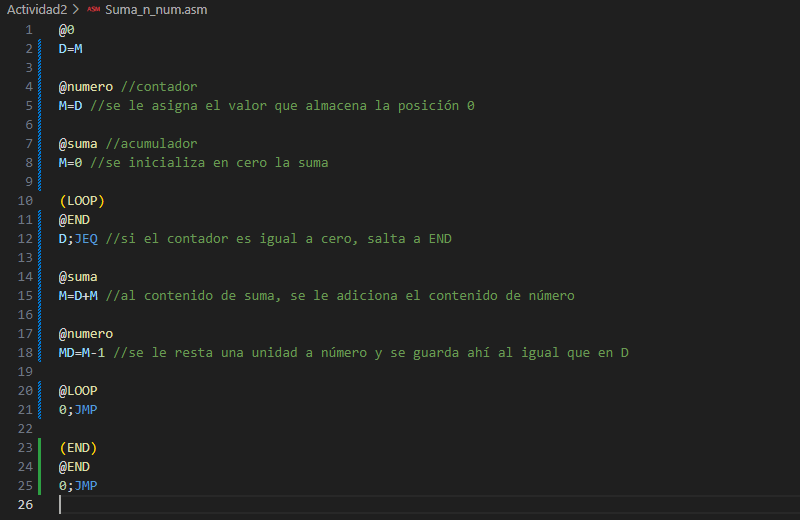 Actividad2 > ASM Suma_n_num.asm
1 @0
2 D=M
3
4 @numero //contador
5 M=D //se le asigna el valor que almacena la posición 0
6
7 @suma //acumulador
8 M=0 //se inicializa en cero la suma
9
10 (LOOP)
11 @END
12 D;JEQ //si el contador es igual a cero, salta a END
13
14 @suma
15 M=D+M //al contenido de suma, se le adiciona el contenido de número
16
17 @numero
18 MD=M-1 //se le resta una unidad a número y se guarda ahí al igual que en D
19
20 @LOOP
21 0;JMP
22
23 (END)
24 @END
25 0;JMP
26